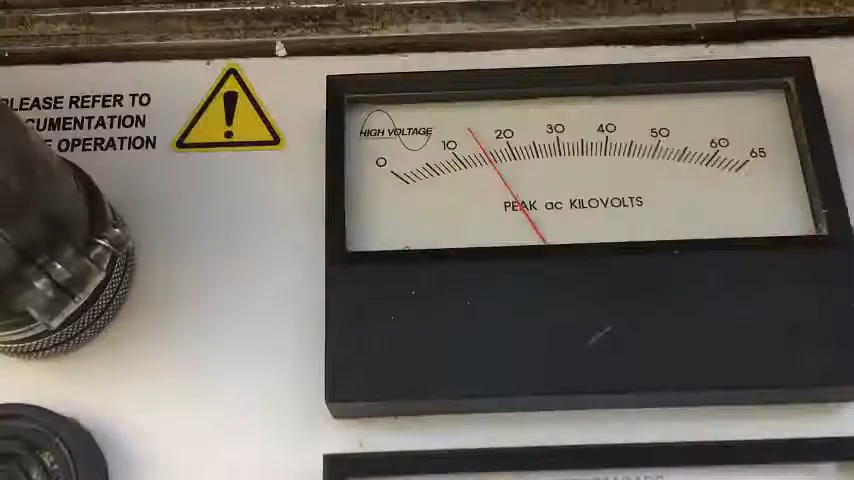 PLEASE REFER TO
CUMENTATION
E OPERATION
HIGH VOLTAGE
0 10 20 30 40 50 60 65
PEAK ac KILOVOLTS